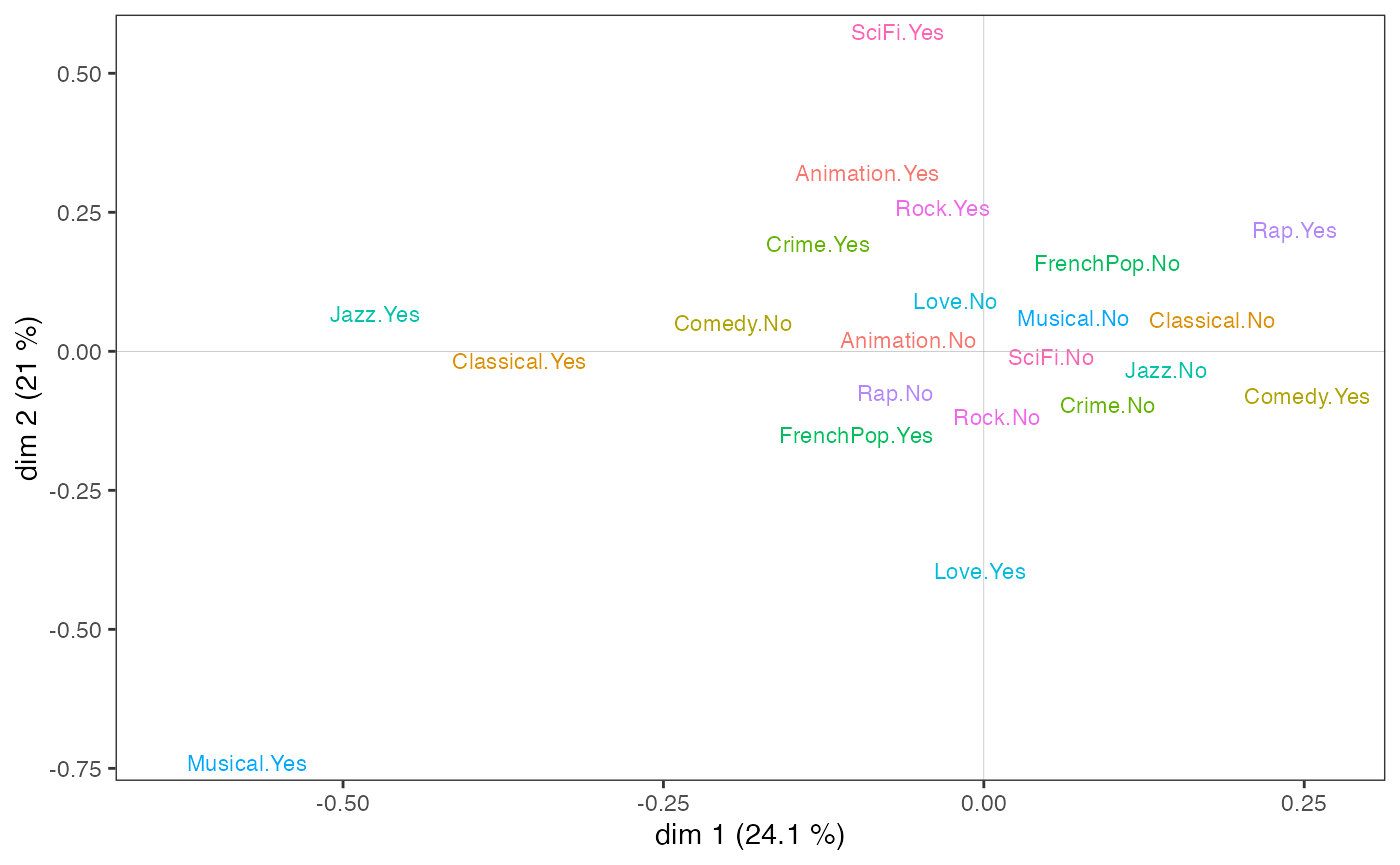 SciFi.Yes
0.50
Animation.Yes
Rock.Yes
0.25
Rap.Yes
Crime.Yes
FrenchPop.No
Love.No
Jazz.Yes
Musical.No
Classical.No
Comedy.No
Animation.No
0.00
SciFi.No
Classical.Yes
Jazz.No
Rap.No
Comedy.Yes
Crime.No
Rock.No
FrenchPop.Yes
dim 2 (21 %)
-0.25
Love.Yes
-0.50
Musical.Yes
-0.75
-0.50 -0.25 0.00 0.25
dim 1 (24.1 %)